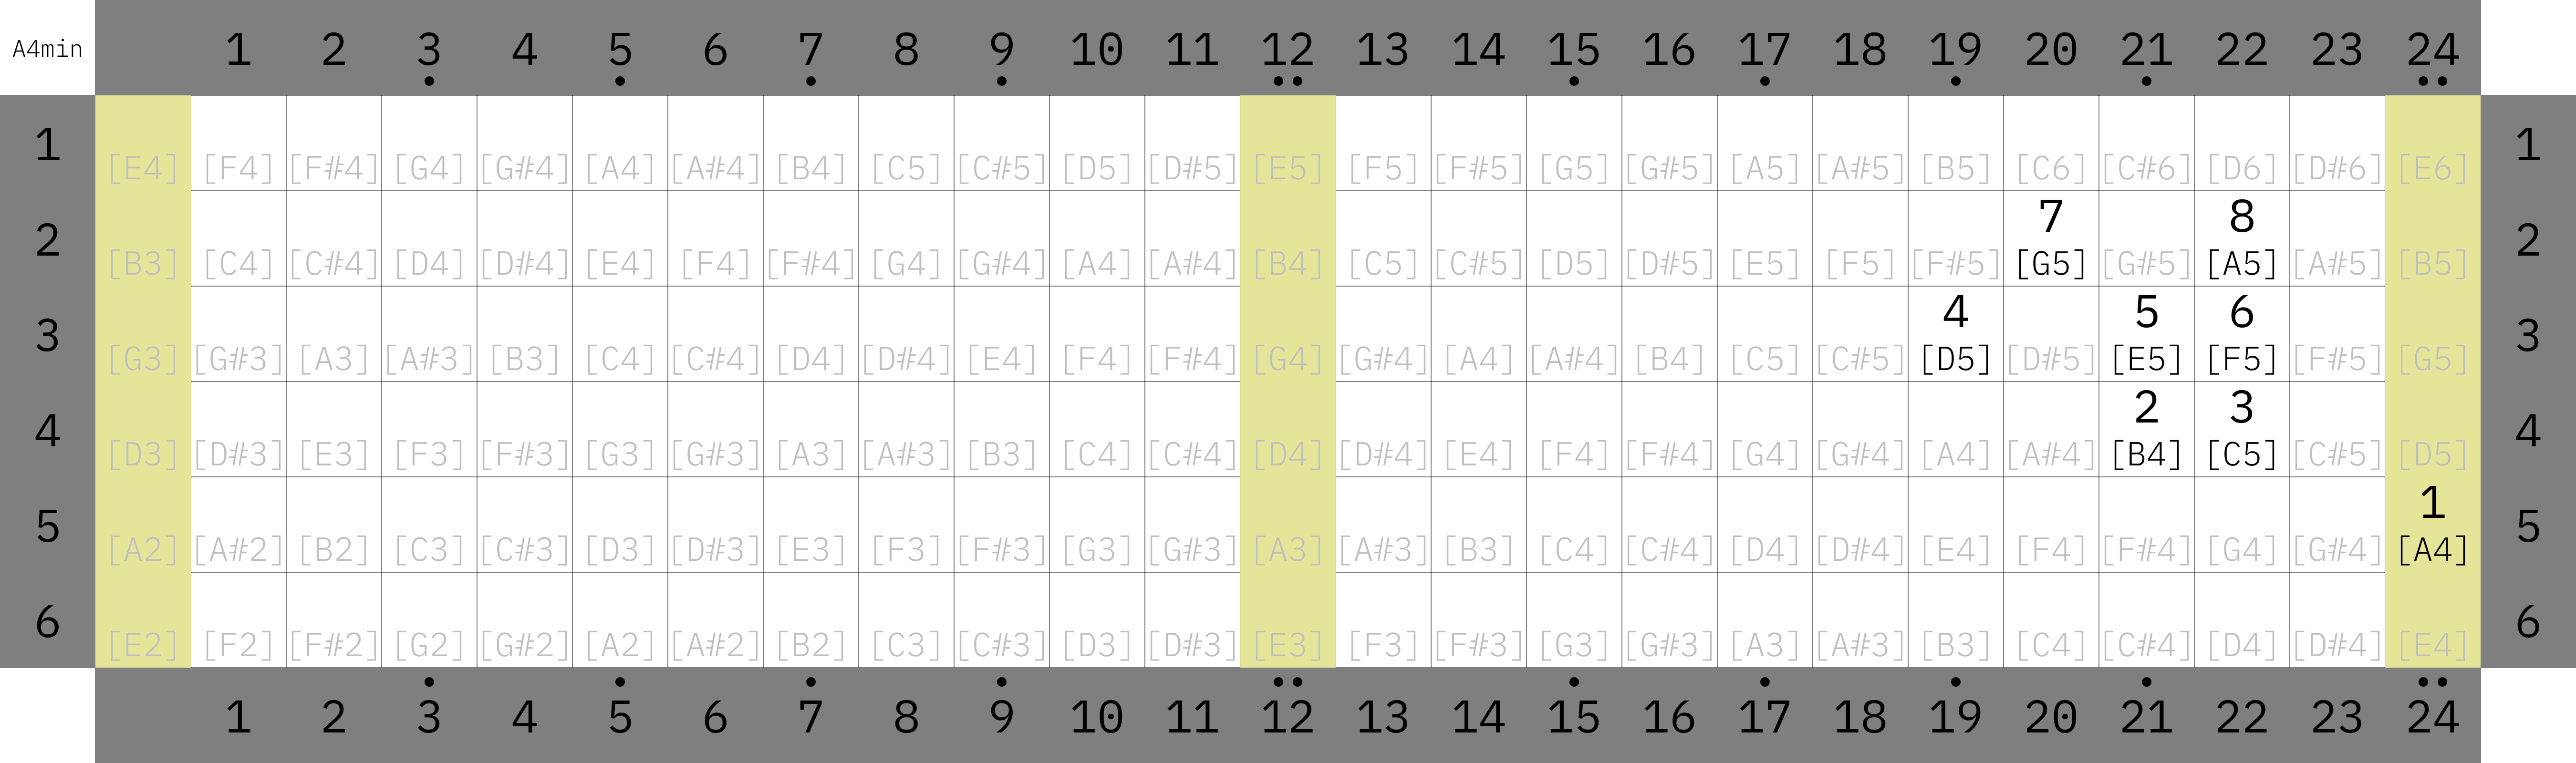 A4min 1 2 3 4 5 6 7 8 9 10 11 12 13 14 15 16 17 18 19 20 21 22 23 24
1 [E4] [F4] [F#4] [G4] [G#4] [A4] [A#4] [B4] [C5] [C#5] [D5] [D#5] [E5] [F5] [F#5] [G5] [G#5] [A5] [A#5] [B5] [C6] [C#6] [D6] [D#6] [E6] 1
7 8
2 [B3] [C4] [C#4] [D4] [D#4] [E4] [F4] [F#4] [G4] [G#4] [A4] [A#4] [B4] [C5] [C#5] [D5] [D#5] [E5] [F5] [F#5] [G5] [G#5] [A5] [A#5] [B5] 2
4 5 6
3 [G3] [G#3] [A3] [A#3] [B3] [C4] [C#4] [D4] [D#4] [E4] [F4] [F#4] [G4] [G#4] [A4] [A#4] [B4] [C5] [C#5] [D5] [D#5] [E5] [F5] [F#5] [G5] 3
2 3
4 [D3] [D#3] [E3] [F3] [F#3] [G3] [G#3] [A3] [A#3] [B3] [C4] [C#4] [D4] [D#4] [E4] [F4] [F#4] [G4] [G#4] [A4] [A#4] [B4] [C5] [C#5] [D5] 4
1
5 [A2] [A#2] [B2] [C3] [C#3] [D3] [D#3] [E3] [F3] [F#3] [G3] [G#3] [A3] [A#3] [B3] [C4] [C#4] [D4] [D#4] [E4] [F4] [F#4] [G4] [G#4] [A4] 5
6 [E2] [F2] [F#2] [G2] [G#2] [A2] [A#2] [B2] [C3] [C#3] [D3] [D#3] [E3] [F3] [F#3] [G3] [G#3] [A3] [A#3] [B3] [C4] [C#4] [D4] [D#4] [E4] 6
1 2 3 4 5 6 7 8 9 10 11 12 13 14 15 16 17 18 19 20 21 22 23 24